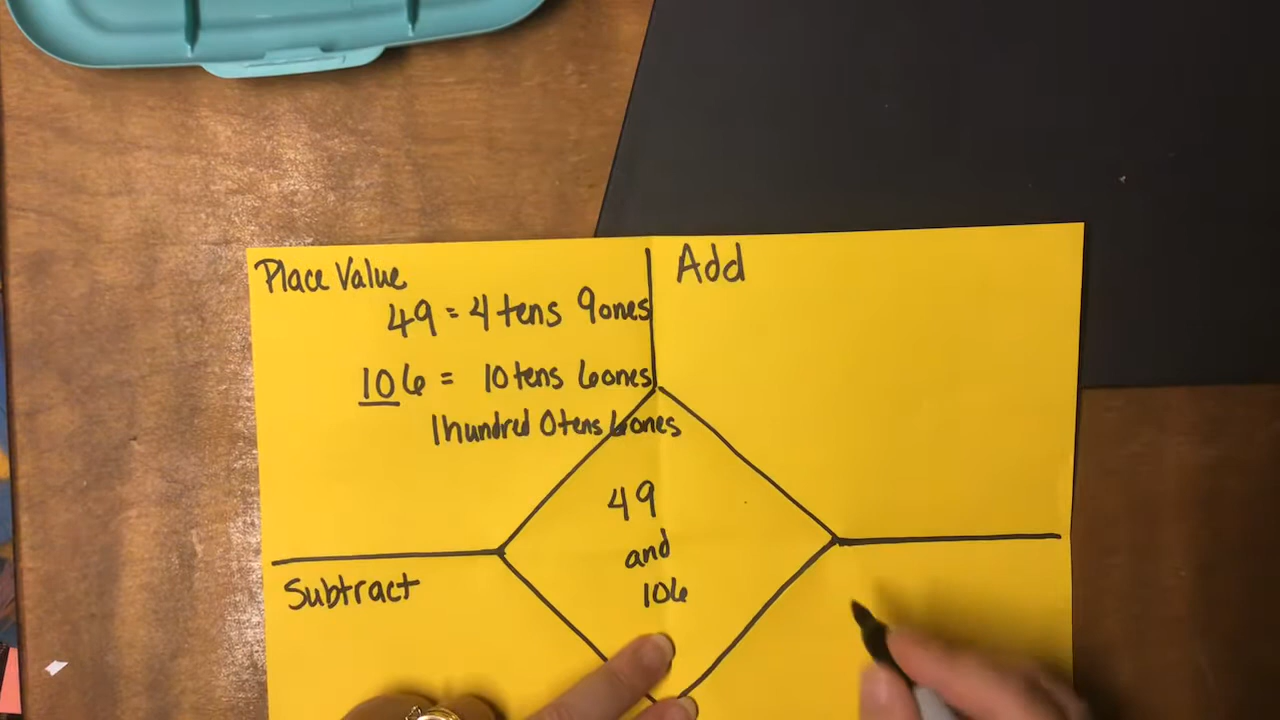 Place Value
49 = 4 tens 9 ones
106 = 10 tens 6 ones
1 hundred 0 tens 6 ones
Add
49
and
106
Subtract